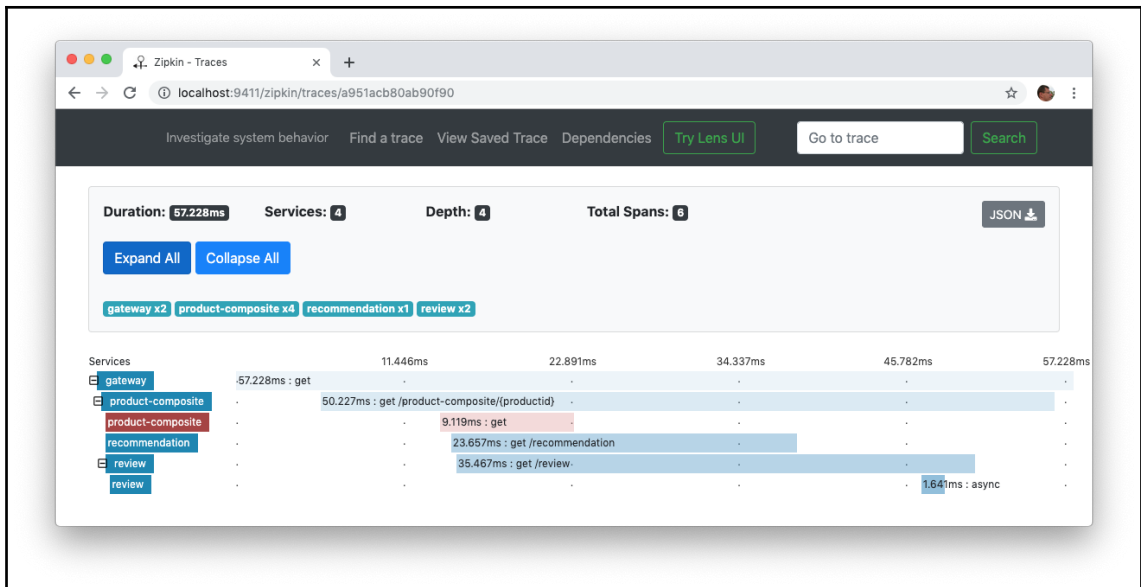 Zipkin - Traces
localhost:9411/zipkin/traces/a951acb80ab90f90
Investigate system behavior Find a trace View Saved Trace Dependencies Try Lens UI Go to trace Search
Duration: 57.228ms Services: 4 Depth: 4 Total Spans: 6 JSON
Expand All Collapse All
gateway x2 product-composite x4 recommendation x1 review x2
Services 11.446ms 22.891ms 34.337ms 45.782ms 57.228ms
gateway 57.228ms : get
product-composite 50.227ms : get /product-composite/{productid}
product-composite 9.119ms : get
recommendation 23.657ms : get /recommendation
review 35.467ms : get /review
review 1.641ms : async